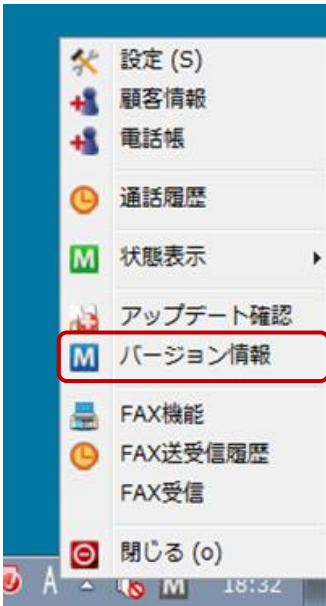 設定 (S)
顧客情報
電話帳
通話履歴
M 状態表示
アップデート確認
M バージョン情報
FAX機能
FAX送受信履歴
FAX受信
閉じる (o)
A M 18:32